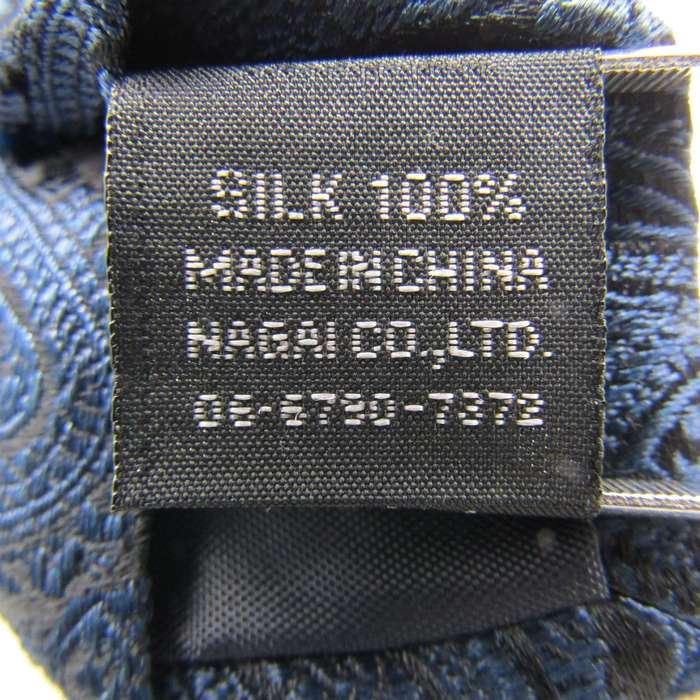 SILK 100%
MADE IN CHINA
NAGAI CO.,LTD.
06-6720-7372